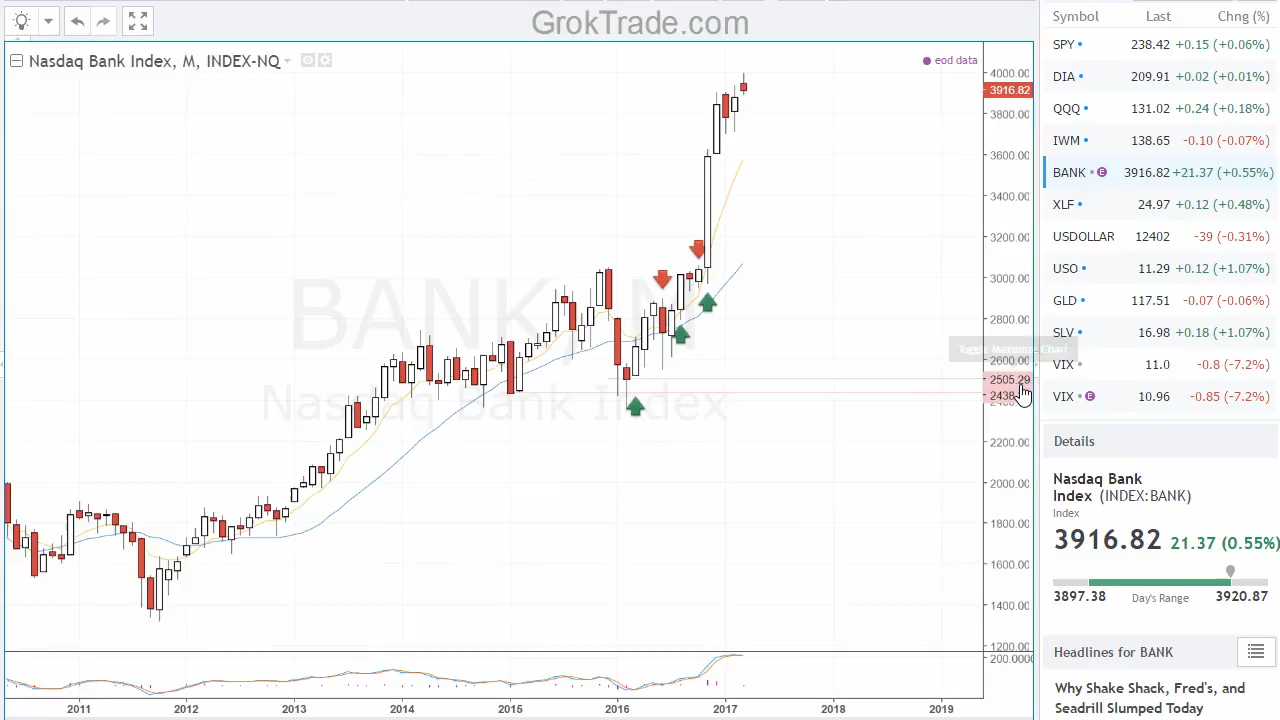 GrokTrade.com
Nasdaq Bank Index, M, INDEX-NQ
eod data
BANK, M
Nasdaq Bank Index
4000.00
3916.82
3800.00
3600.00
3400.00
3200.00
3000.00
2800.00
Toggle Maximize Chart
2600.00
2505.29
2438
2200.00
2000.00
1800.00
1600.00
1400.00
1200.00
200.0000
2011 2012 2013 2014 2015 2016 2017 2018 2019
Symbol Last Chng (%)
SPY 238.42 +0.15 (+0.06%)
DIA 209.91 +0.02 (+0.01%)
QQQ 131.02 +0.24 (+0.18%)
IWM 138.65 -0.10 (-0.07%)
BANK E 3916.82 +21.37 (+0.55%)
XLF 24.97 +0.12 (+0.48%)
USDOLLAR 12402 -39 (-0.31%)
USO 11.29 +0.12 (+1.07%)
GLD 117.51 -0.07 (-0.06%)
SLV 16.98 +0.18 (+1.07%)
VIX 11.0 -0.8 (-7.2%)
VIX E 10.96 -0.85 (-7.2%)
Details
Nasdaq Bank
Index (INDEX:BANK)
Index
3916.82 21.37 (0.55%)
3897.38 Day's Range 3920.87
Headlines for BANK
Why Shake Shack, Fred's, and
Seadrill Slumped Today